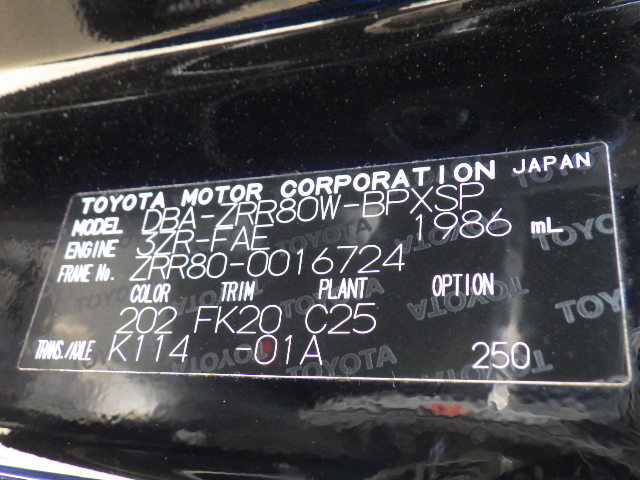 TOYOTA MOTOR CORPORATION JAPAN
MODEL DBA-ZRR80W-BPXSP
ENGINE 3ZR-FAE 1986 mL
FRAME No. ZRR80-0016724
COLOR TRIM PLANT OPTION
202 FK20 C25
TRANS./AXLE K114 -01A 250